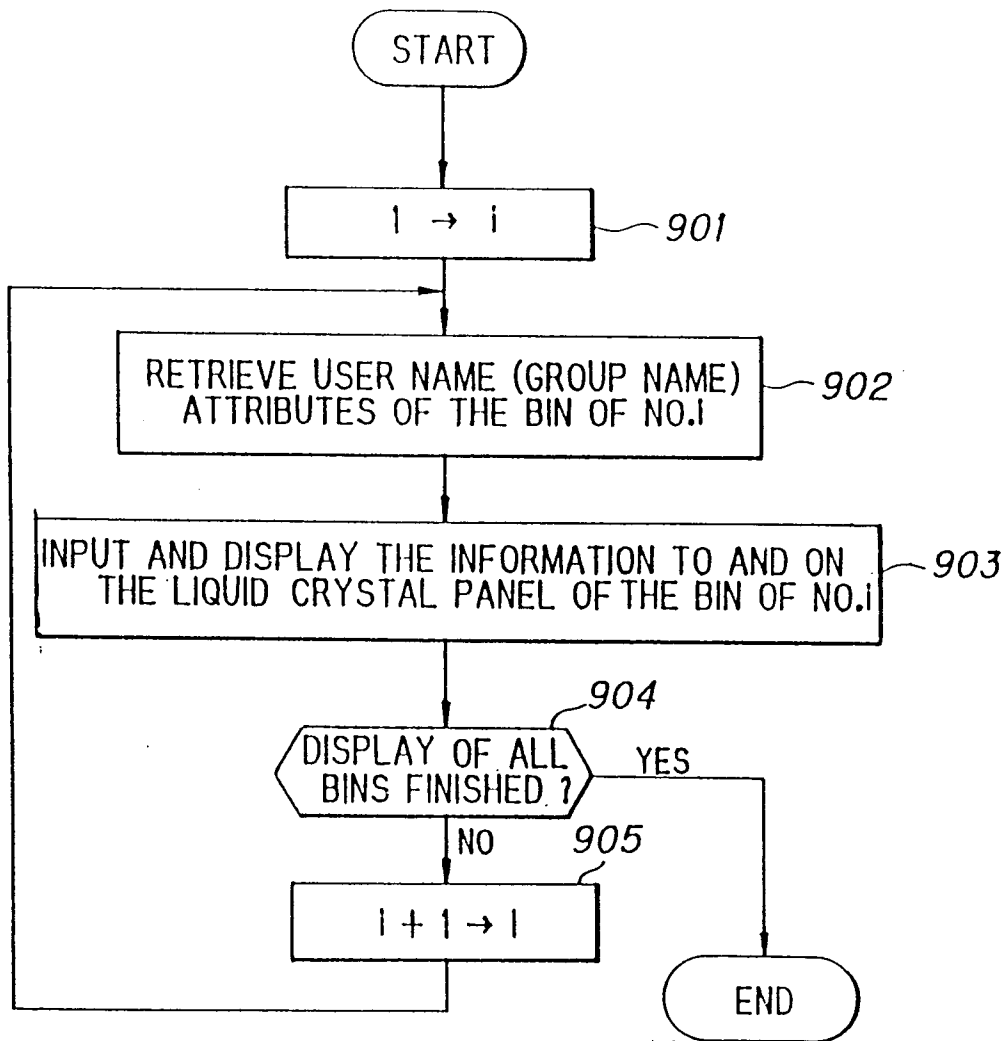 START
1 → i
901
RETRIEVE USER NAME (GROUP NAME)
ATTRIBUTES OF THE BIN OF NO.i
902
INPUT AND DISPLAY THE INFORMATION TO AND ON
THE LIQUID CRYSTAL PANEL OF THE BIN OF NO.i
903
904
DISPLAY OF ALL
BINS FINISHED ?
YES
NO
905
i + 1 → i
END